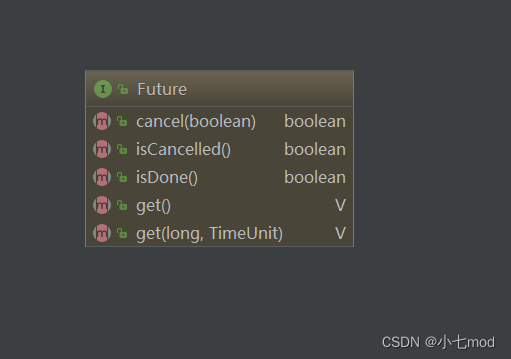 Future
cancel(boolean) boolean
isCancelled() boolean
isDone() boolean
get() V
get(long, TimeUnit) V
CSDN @小七mod